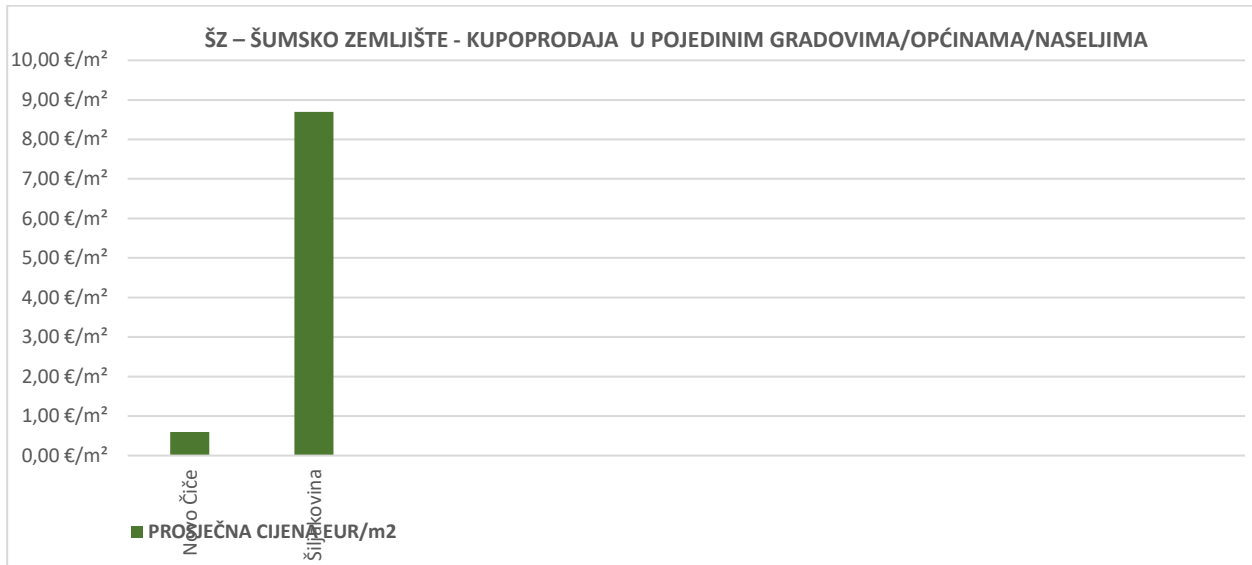 ŠZ – ŠUMSKO ZEMLJIŠTE - KUPOPRODAJA  U POJEDINIM GRADOVIMA/OPĆINAMA/NASELJIMA
10,00 €/m²
9,00 €/m²
8,00 €/m²
7,00 €/m²
6,00 €/m²
5,00 €/m²
4,00 €/m²
3,00 €/m²
2,00 €/m²
1,00 €/m²
0,00 €/m²
Novo Čiče
Šiljakovina
PROSJEČNA CIJENA EUR/m2